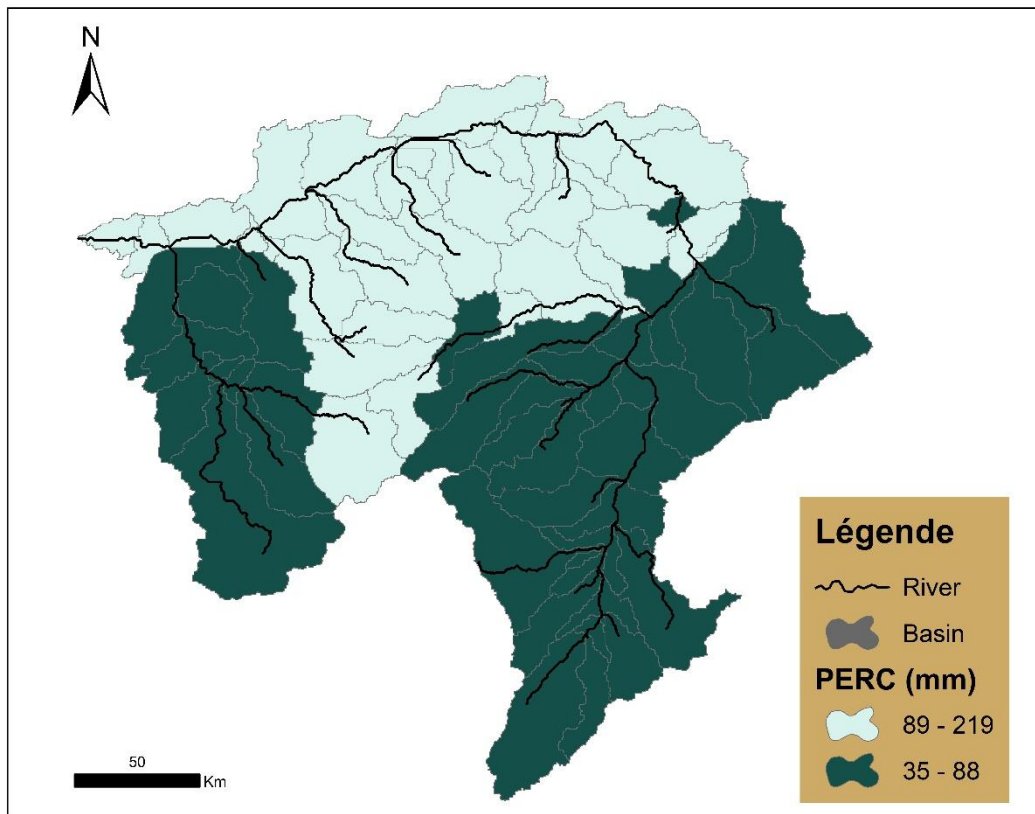 N
50
Km
Légende
River
Basin
PERC (mm)
89 - 219
35 - 88